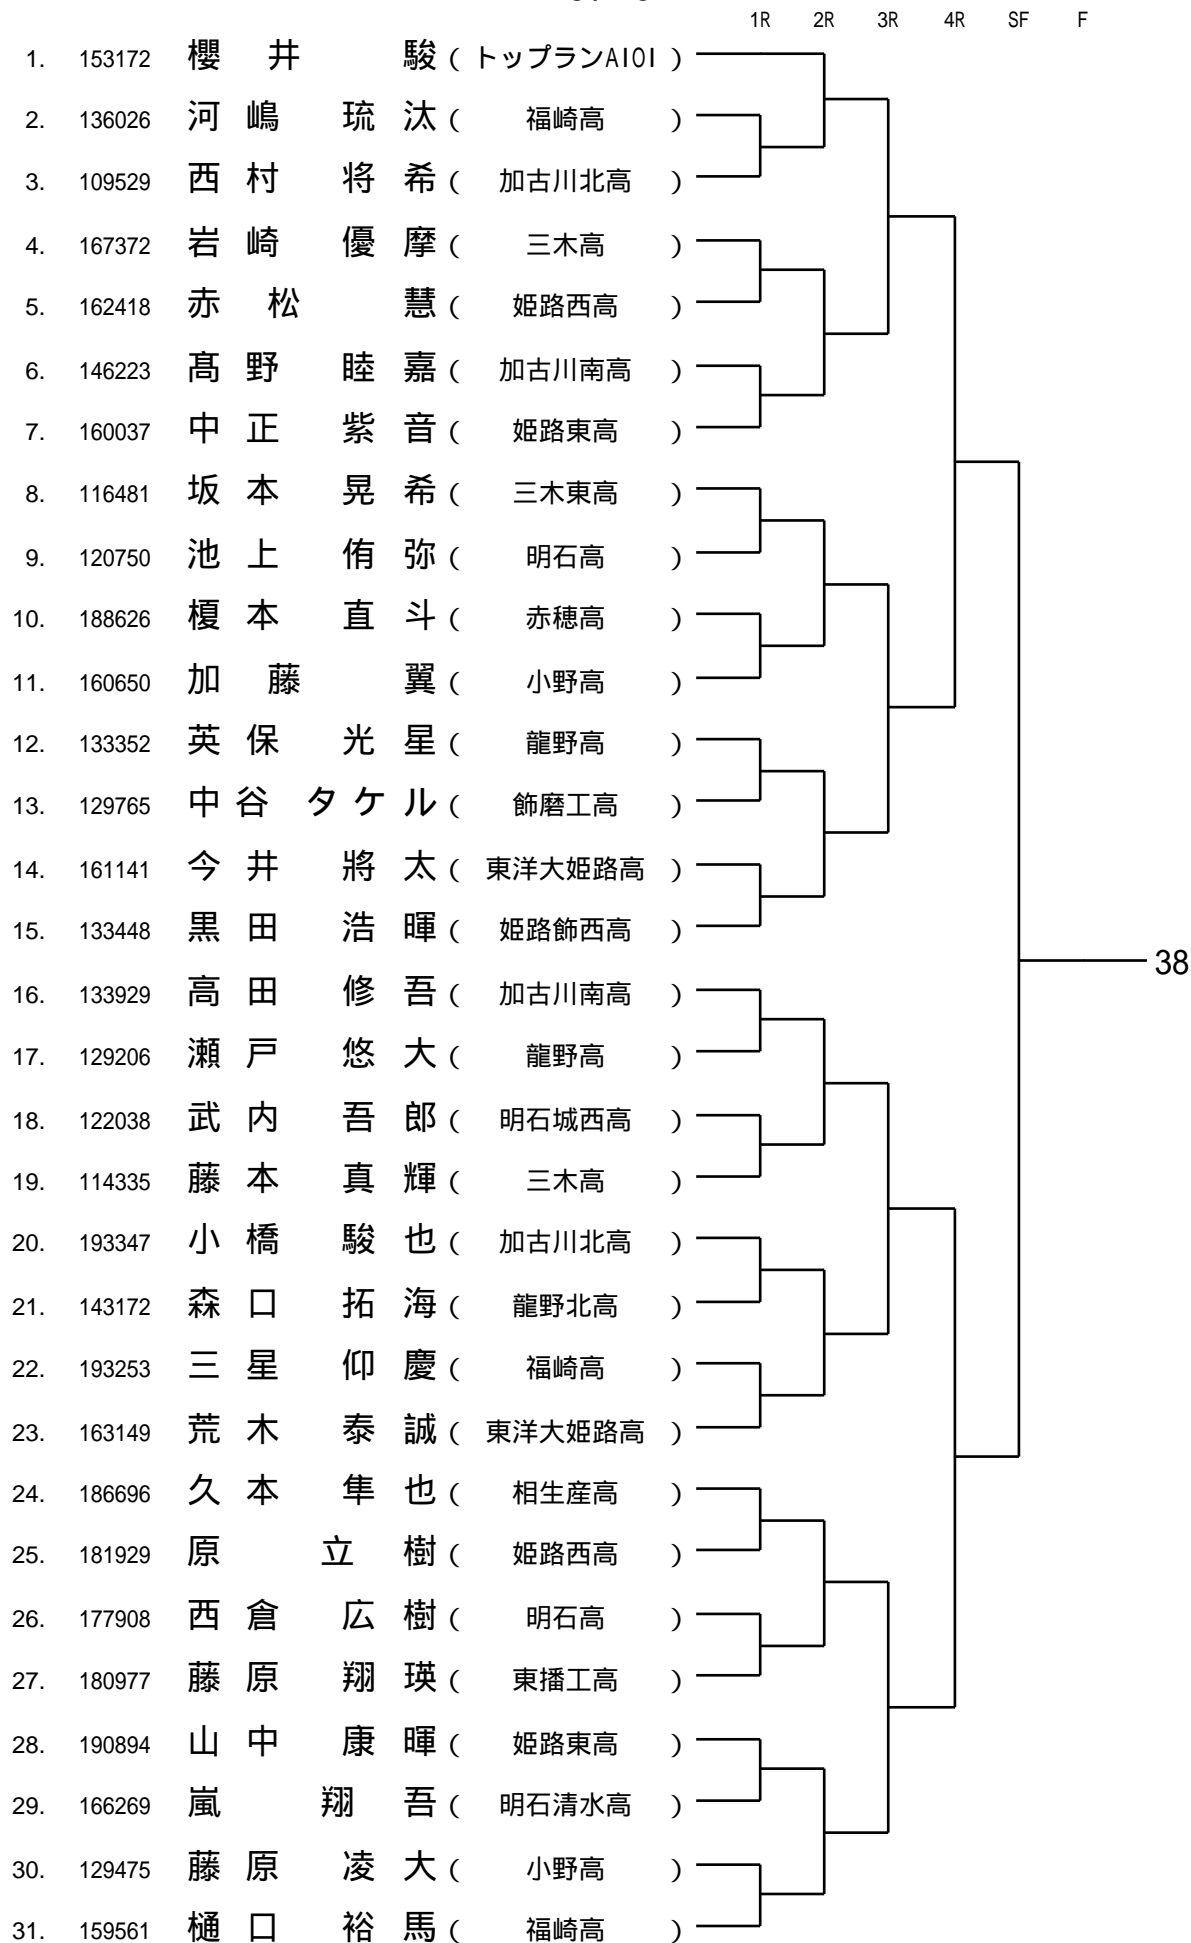 1R 2R 3R 4R SF F
1. 153172 櫻井 駿 ( トップランAIOI )
2. 136026 河嶋 琉汰 ( 福崎高 )
3. 109529 西村 将希 ( 加古川北高 )
4. 167372 岩崎 優摩 ( 三木高 )
5. 162418 赤松 慧 ( 姫路西高 )
6. 146223 髙野 睦嘉 ( 加古川南高 )
7. 160037 中正 紫音 ( 姫路東高 )
8. 116481 坂本 晃希 ( 三木東高 )
9. 120750 池上 侑弥 ( 明石高 )
10. 188626 榎本 直斗 ( 赤穂高 )
11. 160650 加藤 翼 ( 小野高 )
12. 133352 英保 光星 ( 龍野高 )
13. 129765 中谷 タケル ( 飾磨工高 )
14. 161141 今井 將太 ( 東洋大姫路高 )
15. 133448 黒田 浩暉 ( 姫路飾西高 )
38
16. 133929 高田 修吾 ( 加古川南高 )
17. 129206 瀬戸 悠大 ( 龍野高 )
18. 122038 武内 吾郎 ( 明石城西高 )
19. 114335 藤本 真輝 ( 三木高 )
20. 193347 小橋 駿也 ( 加古川北高 )
21. 143172 森口 拓海 ( 龍野北高 )
22. 193253 三星 仰慶 ( 福崎高 )
23. 163149 荒木 泰誠 ( 東洋大姫路高 )
24. 186696 久本 隼也 ( 相生産高 )
25. 181929 原 立樹 ( 姫路西高 )
26. 177908 西倉 広樹 ( 明石高 )
27. 180977 藤原 翔瑛 ( 東播工高 )
28. 190894 山中 康暉 ( 姫路東高 )
29. 166269 嵐 翔吾 ( 明石清水高 )
30. 129475 藤原 凌大 ( 小野高 )
31. 159561 樋口 裕馬 ( 福崎高 )